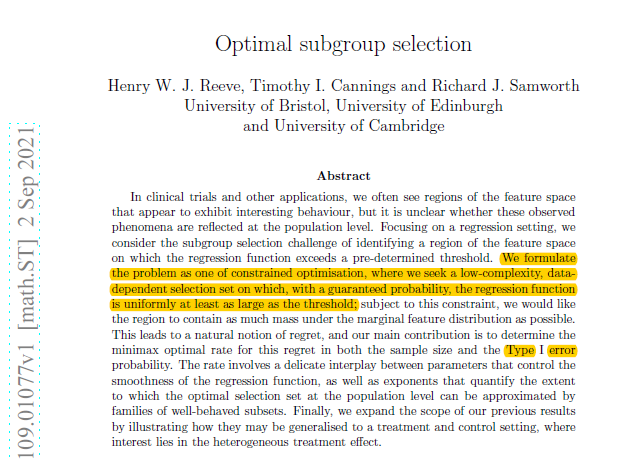 Optimal subgroup selection
Henry W. J. Reeve, Timothy I. Cannings and Richard J. Samworth
University of Bristol, University of Edinburgh
and University of Cambridge
Abstract
In clinical trials and other applications, we often see regions of the feature space
that appear to exhibit interesting behaviour, but it is unclear whether these observed
phenomena are reflected at the population level. Focusing on a regression setting, we
consider the subgroup selection challenge of identifying a region of the feature space
on which the regression function exceeds a pre-determined threshold. We formulate
the problem as one of constrained optimisation, where we seek a low-complexity, data-
dependent selection set on which, with a guaranteed probability, the regression function
is uniformly at least as large as the threshold; subject to this constraint, we would like
the region to contain as much mass under the marginal feature distribution as possible.
This leads to a natural notion of regret, and our main contribution is to determine the
minimax optimal rate for this regret in both the sample size and the Type I error
probability. The rate involves a delicate interplay between parameters that control the
smoothness of the regression function, as well as exponents that quantify the extent
to which the optimal selection set at the population level can be approximated by
families of well-behaved subsets. Finally, we expand the scope of our previous results
by illustrating how they may be generalised to a treatment and control setting, where
interest lies in the heterogeneous treatment effect.
109.01077v1 [math.ST] 2 Sep 2021